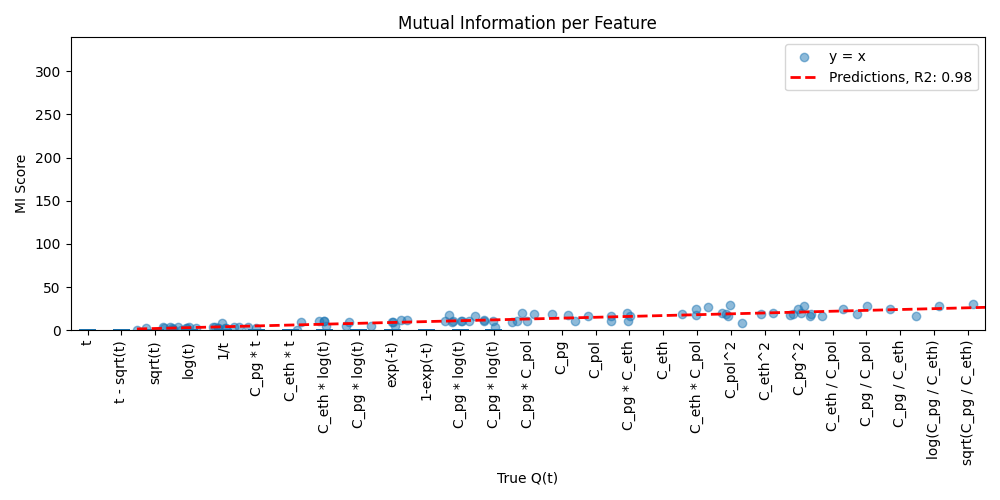 Mutual Information per Feature
y = x
Predictions, R2: 0.98
MI Score
300
250
200
150
100
50
0
t
t - sqrt(t)
sqrt(t)
log(t)
1/t
C_pg * t
C_eth * t
C_eth * log(t)
C_pg * log(t)
exp(-t)
1-exp(-t)
C_pg * log(t)
C_pg * log(t)
C_pg * C_pol
C_pg
C_pol
C_pg * C_eth
C_eth
C_eth * C_pol
C_pol^2
C_eth^2
C_pg^2
C_eth / C_pol
C_pg / C_pol
C_pg / C_eth
log(C_pg / C_eth)
sqrt(C_pg / C_eth)
True Q(t)